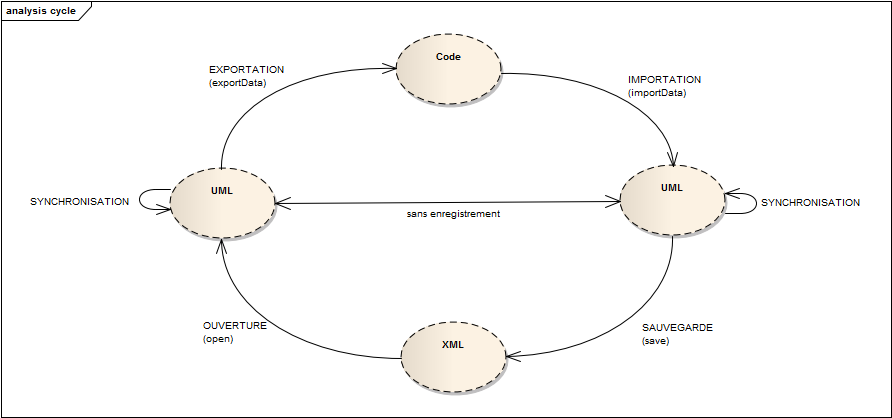 analysis cycle
Code
EXPORTATION
(exportData)
IMPORTATION
(importData)
UML
UML
SYNCHRONISATION
SYNCHRONISATION
sans enregistrement
OUVERTURE
(open)
SAUVEGARDE
(save)
XML